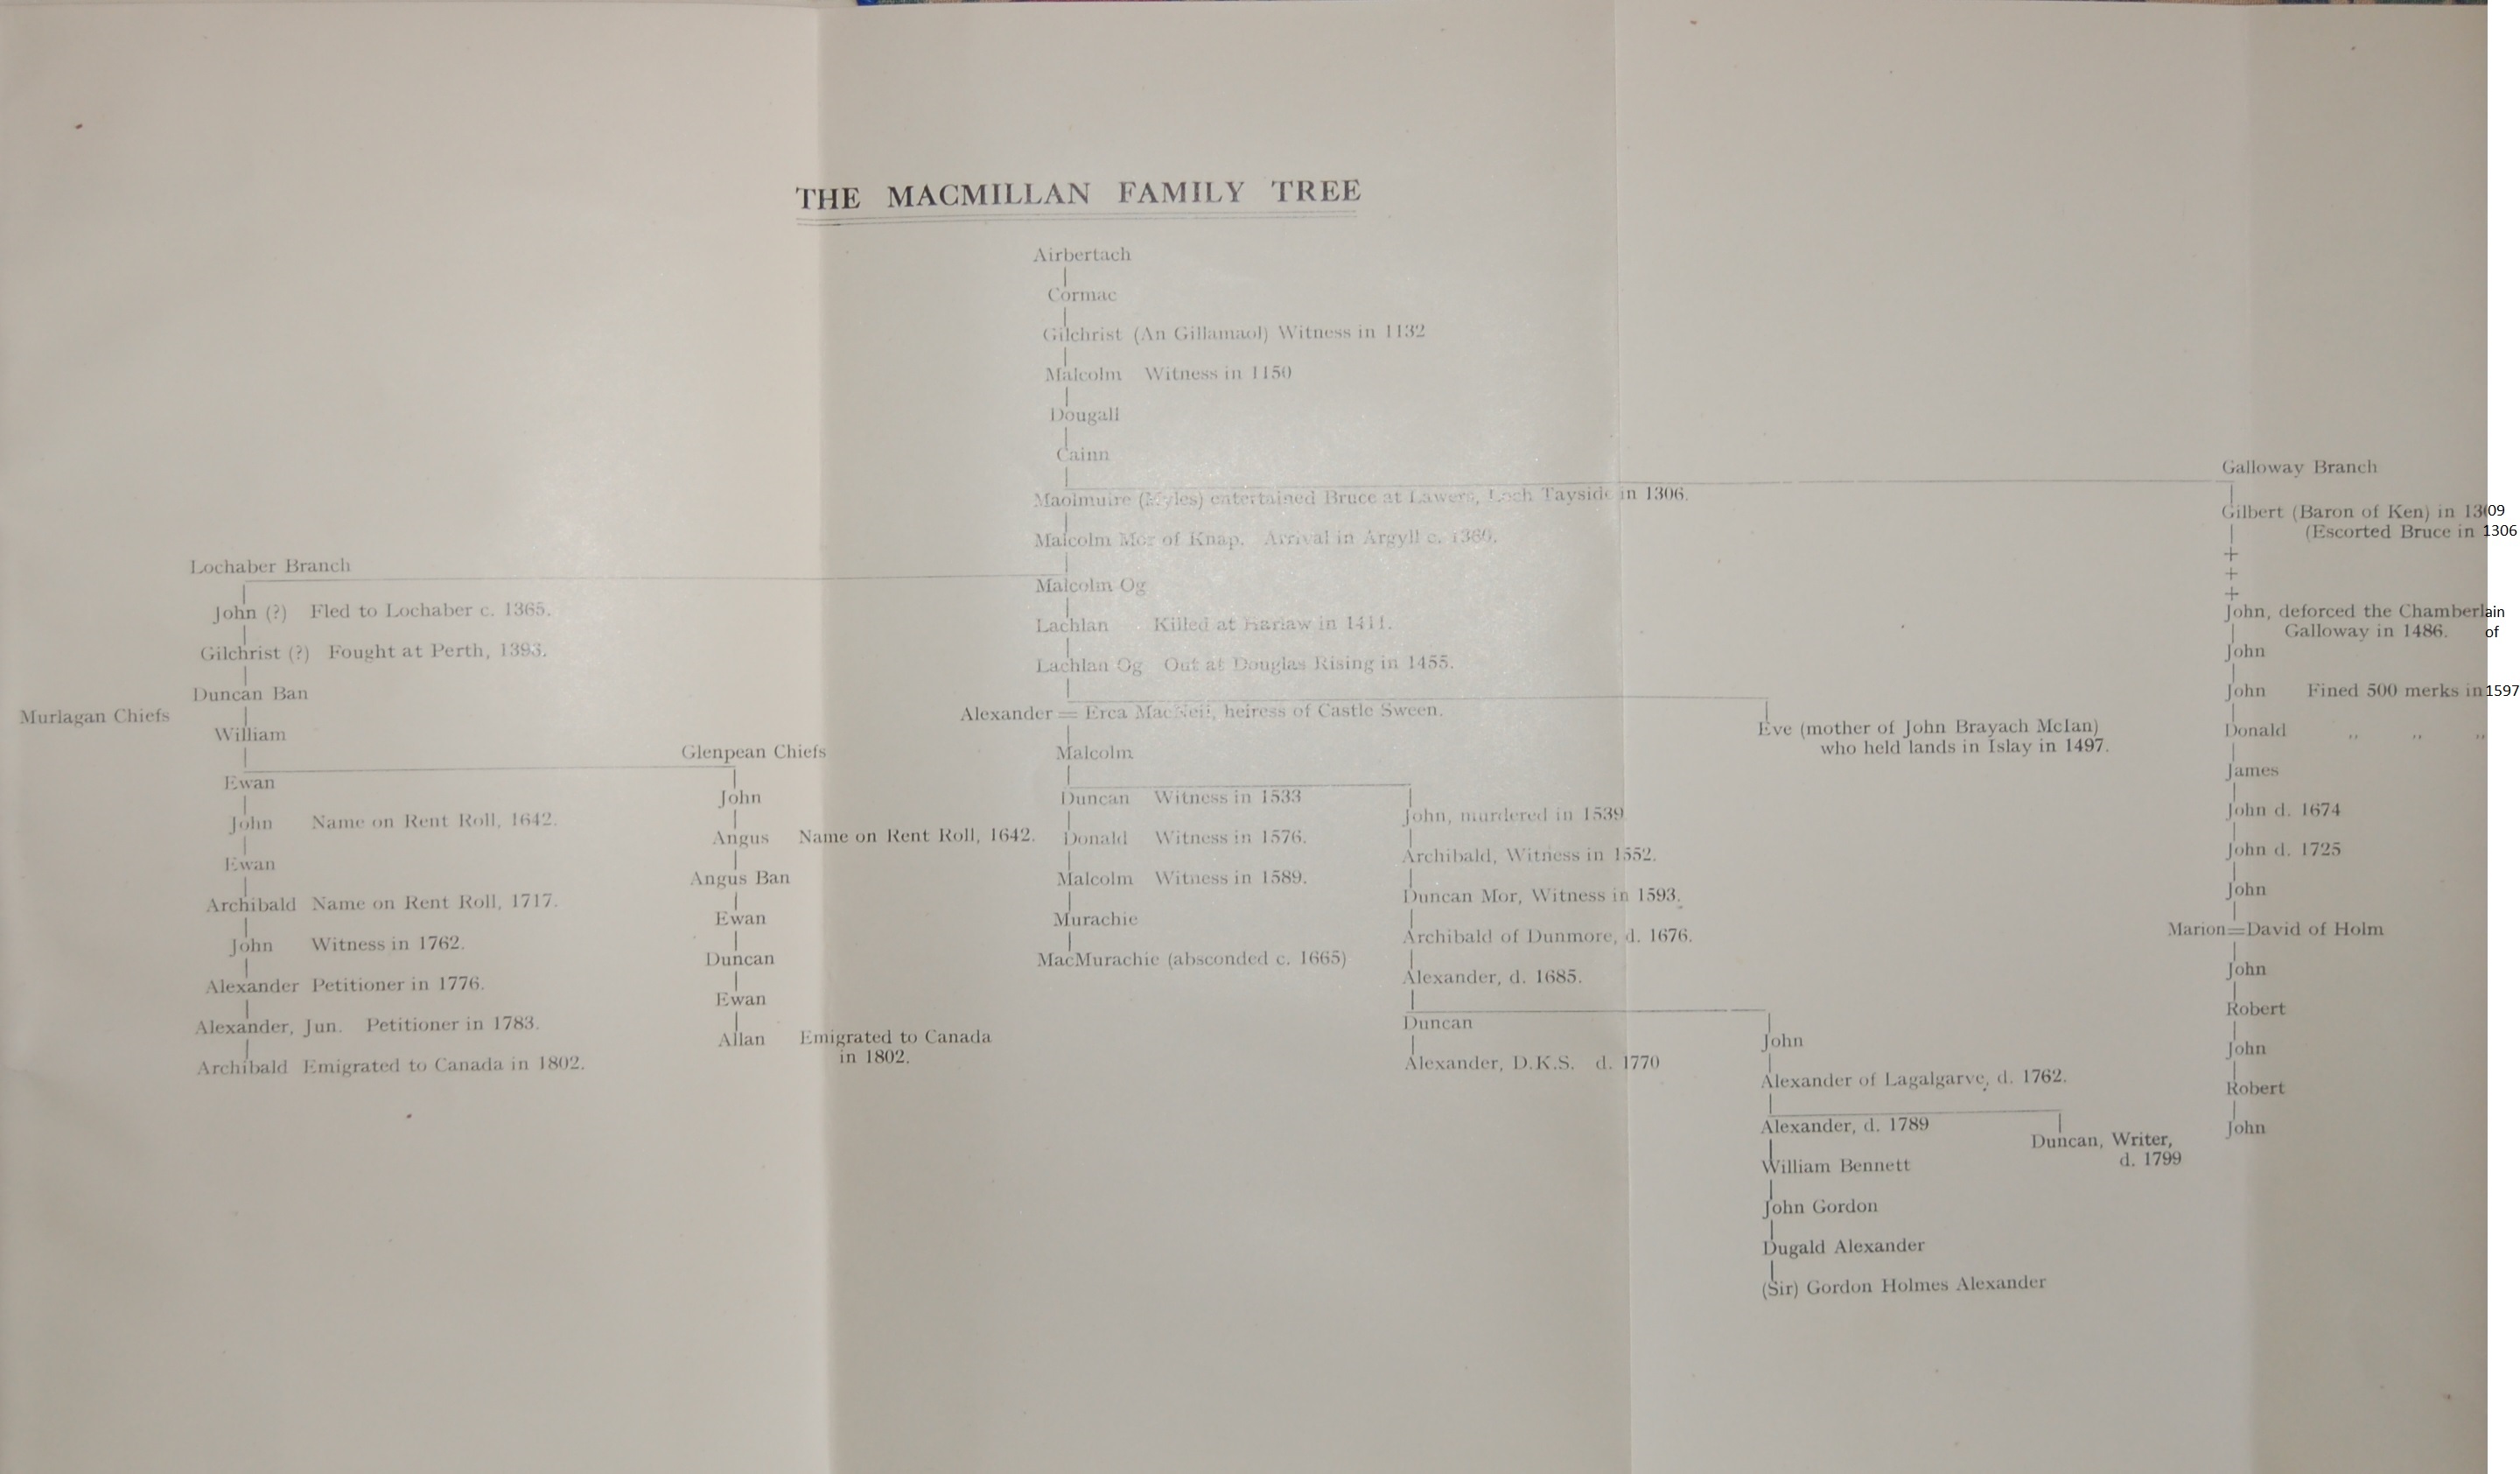 THE MACMILLAN FAMILY TREE
Airbertach
Cormac
Gilchrist (An Gillamaol) Witness in 1132
Malcolm Witness in 1150
Dougall
Cainn
Maolmuire (Myles) entertained Bruce at Lawers, Loch Tayside in 1306.
Malcolm Mor of Knap. Arrival in Argyll c. 1360.
Malcolm Og
Lachlan Killed at Harlaw in 1411.
Lachlan Og Out at Douglas Rising in 1455.
Alexander = Erca MacNeil, heiress of Castle Sween.
Malcolm
Duncan Witness in 1533
Donald Witness in 1576.
Malcolm Witness in 1589.
Murachie
MacMurachie (absconded c. 1665)
Lochaber Branch
John (?) Fled to Lochaber c. 1365.
Gilchrist (?) Fought at Perth, 1393.
Duncan Ban
Murlagan Chiefs
William
Ewan
John Name on Rent Roll, 1642.
Ewan
Archibald Name on Rent Roll, 1717.
John Witness in 1762.
Alexander Petitioner in 1776.
Alexander, Jun. Petitioner in 1783.
Archibald Emigrated to Canada in 1802.
Glenpean Chiefs
John
Angus Name on Rent Roll, 1642.
Angus Ban
Ewan
Duncan
Ewan
Allan Emigrated to Canada
in 1802.
John, murdered in 1539
Archibald, Witness in 1552.
Duncan Mor, Witness in 1593.
Archibald of Dunmore, d. 1676.
Alexander, d. 1685.
Duncan
Alexander, D.K.S. d. 1770
Eve (mother of John Brayach McIan)
who held lands in Islay in 1497.
John
Alexander of Lagalgarve, d. 1762.
Alexander, d. 1789
William Bennett
John Gordon
Dugald Alexander
(Sir) Gordon Holmes Alexander
Duncan, Writer,
d. 1799
Galloway Branch
Gilbert (Baron of Ken) in 1309
(Escorted Bruce in 1306
+
+
+
John, deforced the Chamberlain
Galloway in 1486. of
John
John Fined 500 merks in 1597
Donald ,, ,, ,,
James
John d. 1674
John d. 1725
John
Marion=David of Holm
John
Robert
John
Robert
John